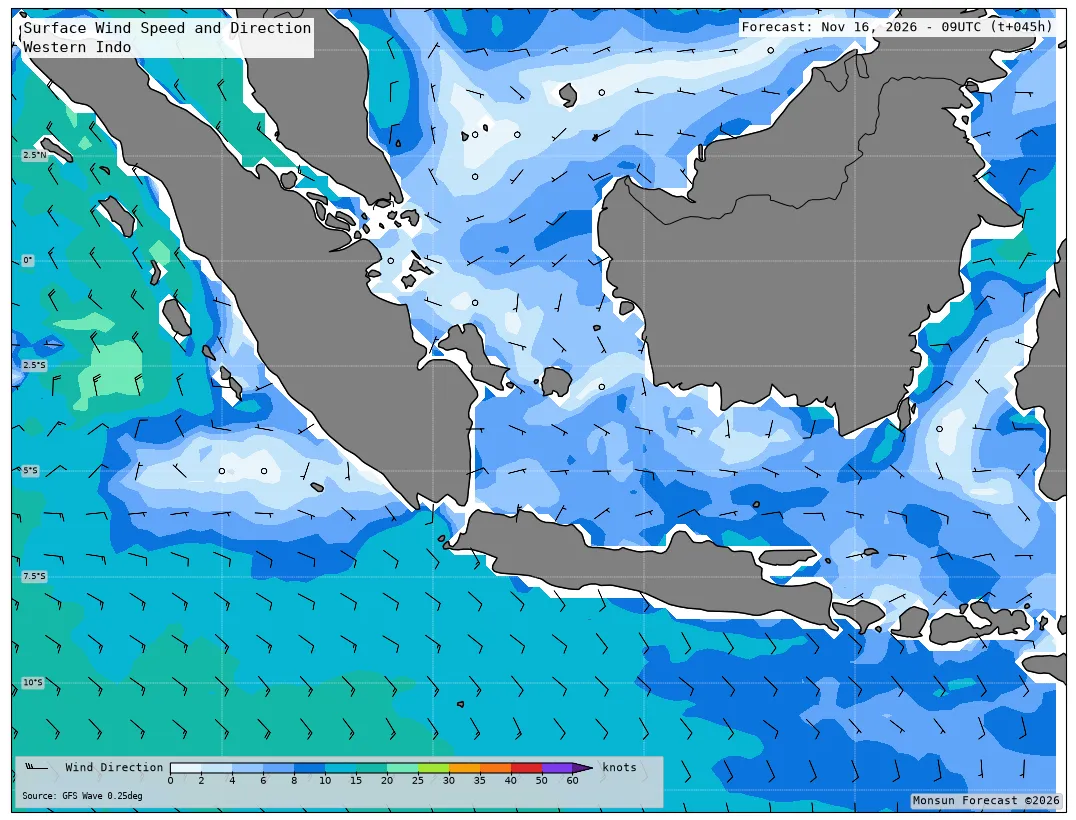 Surface Wind Speed and Direction
Western Indo
Forecast: Nov 16, 2026 - 09UTC (t+045h)
2.5°N
0°
2.5°S
5°S
7.5°S
10°S
Wind Direction
0 2 4 6 8 10 15 20 25 30 35 40 50 60
knots
Source: GFS Wave 0.25deg
Monsun Forecast ©2026